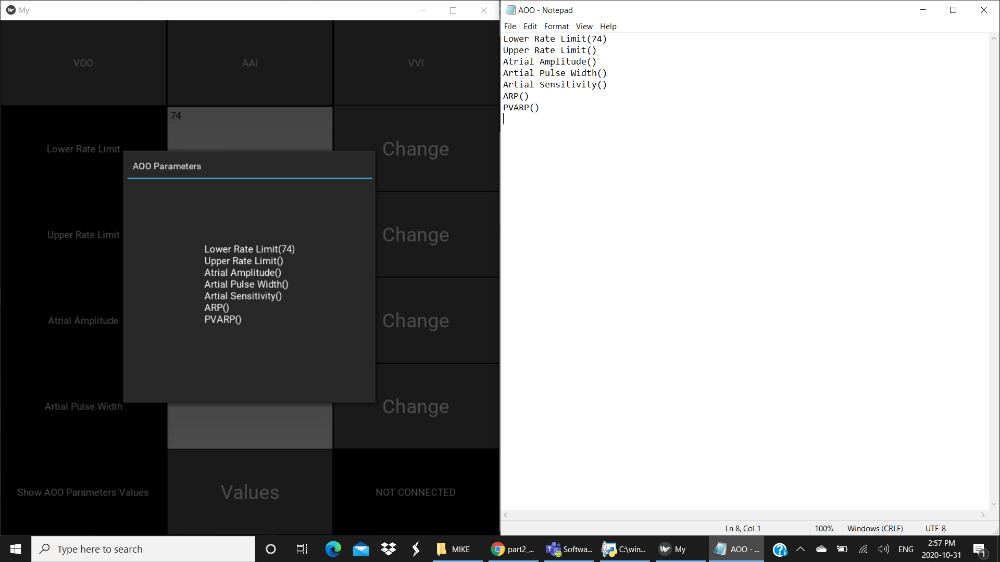 My
VOO
AAI
VVI
Lower Rate Limit
74
Change
Upper Rate Limit
Change
Atrial Amplitude
Change
Artial Pulse Width
Change
Show AOO Parameters Values
Values
NOT CONNECTED
AOO Parameters
Lower Rate Limit(74)
Upper Rate Limit()
Atrial Amplitude()
Artial Pulse Width()
Artial Sensitivity()
ARP()
PVARP()
AOO - Notepad
File Edit Format View Help
Lower Rate Limit(74)
Upper Rate Limit()
Atrial Amplitude()
Artial Pulse Width()
Artial Sensitivity()
ARP()
PVARP()
Ln 8, Col 1
100%
Windows (CRLF)
UTF-8
Type here to search
MIKE
part2_...
Softwa...
C:\win...
My
AOO - ...
ENG
2:57 PM
2020-10-31
1